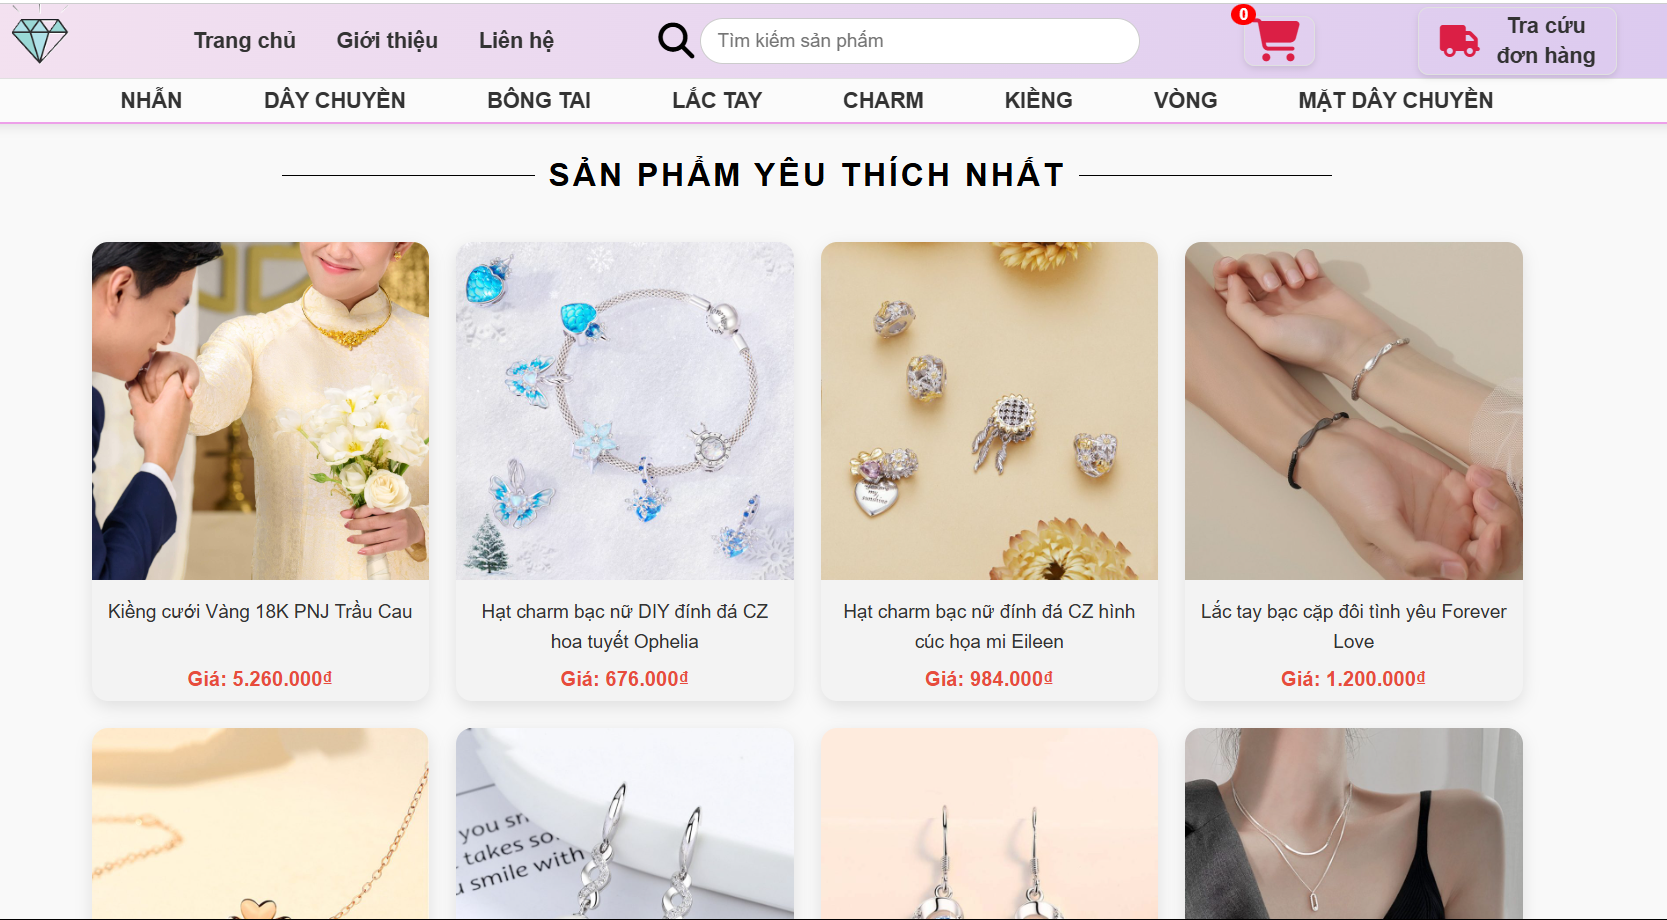 Trang chủ
Giới thiệu
Liên hệ
Tìm kiếm sản phẩm
0
Tra cứu
đơn hàng
NHẪN
DÂY CHUYỀN
BÔNG TAI
LẮC TAY
CHARM
KIỀNG
VÒNG
MẶT DÂY CHUYỀN
SẢN PHẨM YÊU THÍCH NHẤT
Kiềng cưới Vàng 18K PNJ Trầu Cau
Giá: 5.260.000₫
Hạt charm bạc nữ DIY đính đá CZ
hoa tuyết Ophelia
Giá: 676.000₫
Hạt charm bạc nữ đính đá CZ hình
cúc họa mi Eileen
Giá: 984.000₫
Lắc tay bạc cặp đôi tình yêu Forever
Love
Giá: 1.200.000₫
you
takes so
smile with